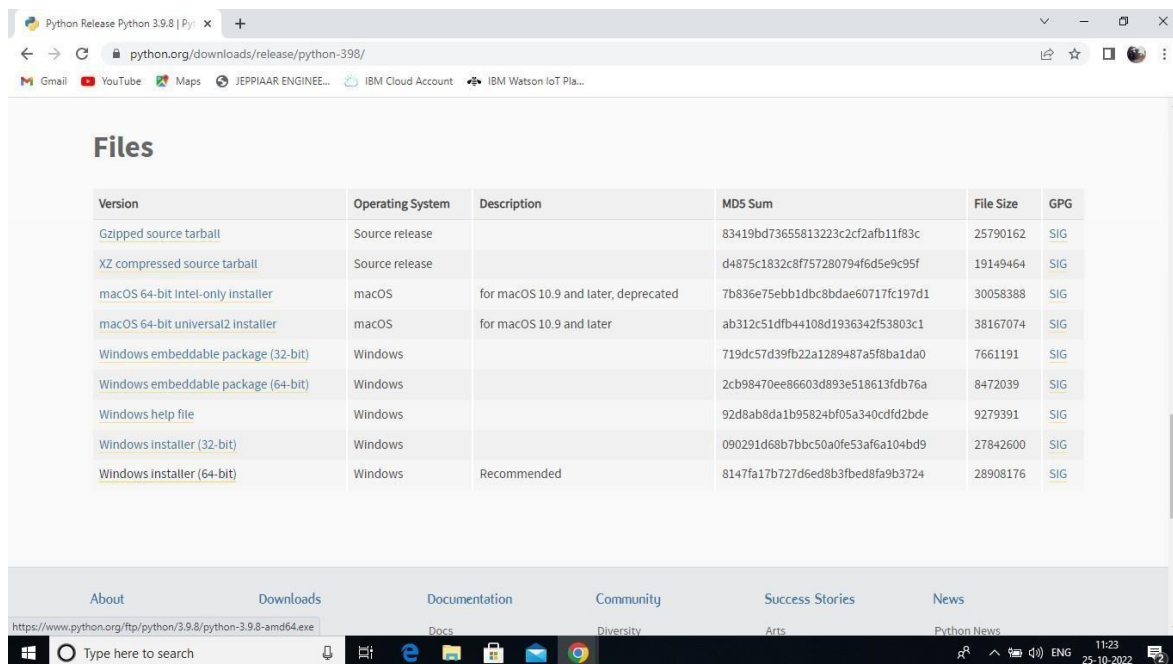 Python Release Python 3.9.8 | Pyt
python.org/downloads/release/python-398/
Gmail YouTube Maps JEPPIAAR ENGINEE... IBM Cloud Account IBM Watson IoT Pla...
Files
Version Operating System Description MD5 Sum File Size GPG
Gzipped source tarball Source release 83419bd73655813223c2cf2afb11f83c 25790162 SIG
XZ compressed source tarball Source release d4875c1832c8f757280794f6d5e9c95f 19149464 SIG
macOS 64-bit Intel-only installer macOS for macOS 10.9 and later, deprecated 7b836e75ebb1dbc8bdae60717fc197d1 30058388 SIG
macOS 64-bit universal2 installer macOS for macOS 10.9 and later ab312c51dfb44108d1936342f53803c1 38167074 SIG
Windows embeddable package (32-bit) Windows 719dc57d39fb22a1289487a5f8ba1da0 7661191 SIG
Windows embeddable package (64-bit) Windows 2cb98470ee86603d893e518613fdb76a 8472039 SIG
Windows help file Windows 92d8ab8da1b95824bf05a340cdfd2bde 9279391 SIG
Windows installer (32-bit) Windows 090291d68b7bbc50a0fe53af6a104bd9 27842600 SIG
Windows installer (64-bit) Windows Recommended 8147fa17b727d6ed8b3fbed8fa9b3724 28908176 SIG
About Downloads Documentation Community Success Stories News
https://www.python.org/ftp/python/3.9.8/python-3.9.8-amd64.exe Docs Diversity Arts Python News
Type here to search ENG 11:23
25-10-2022